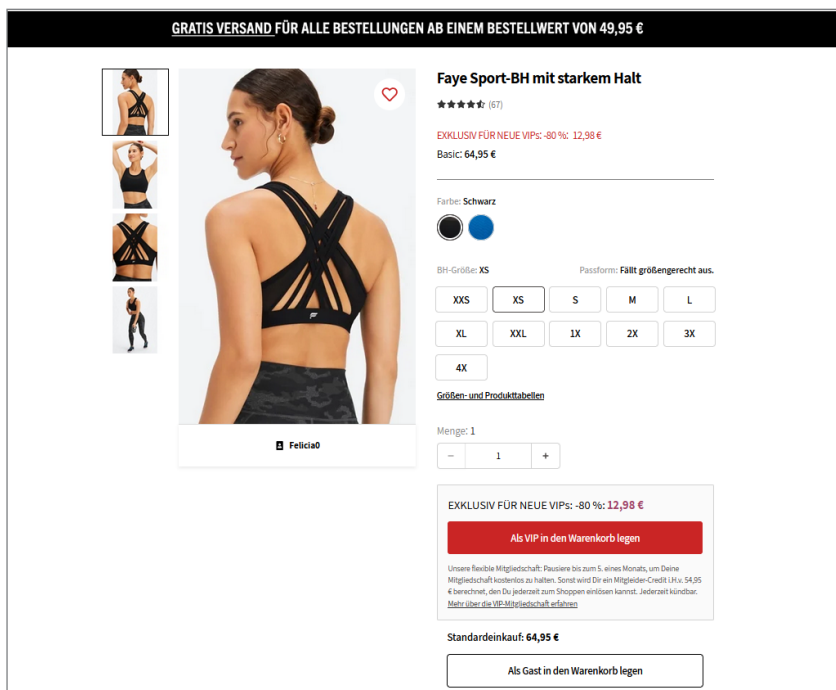 GRATIS VERSAND FÜR ALLE BESTELLUNGEN AB EINEM BESTELLWERT VON 49,95 €
Faye Sport-BH mit starkem Halt
(67)
EXKLUSIV FÜR NEUE VIPs: -80 %: 12,98 €
Basic: 64,95 €
Farbe: Schwarz
BH-Größe: XS Passform: Fällt größengerecht aus.
XXS XS S M L
XL XXL 1X 2X 3X
4X
Größen- und Produkttabellen
Felicia0
Menge: 1
− 1 +
EXKLUSIV FÜR NEUE VIPs: -80 %: 12,98 €
Als VIP in den Warenkorb legen
Unsere flexible Mitgliedschaft: Pausiere bis zum 5. eines Monats, um Deine
Mitgliedschaft kostenlos zu halten. Sonst wird Dir ein Mitglieder-Credit i.H.v. 54,95
€ berechnet, den Du jederzeit zum Shoppen einlösen kannst. Jederzeit kündbar.
Mehr über die VIP-Mitgliedschaft erfahren
Standardeinkauf: 64,95 €
Als Gast in den Warenkorb legen